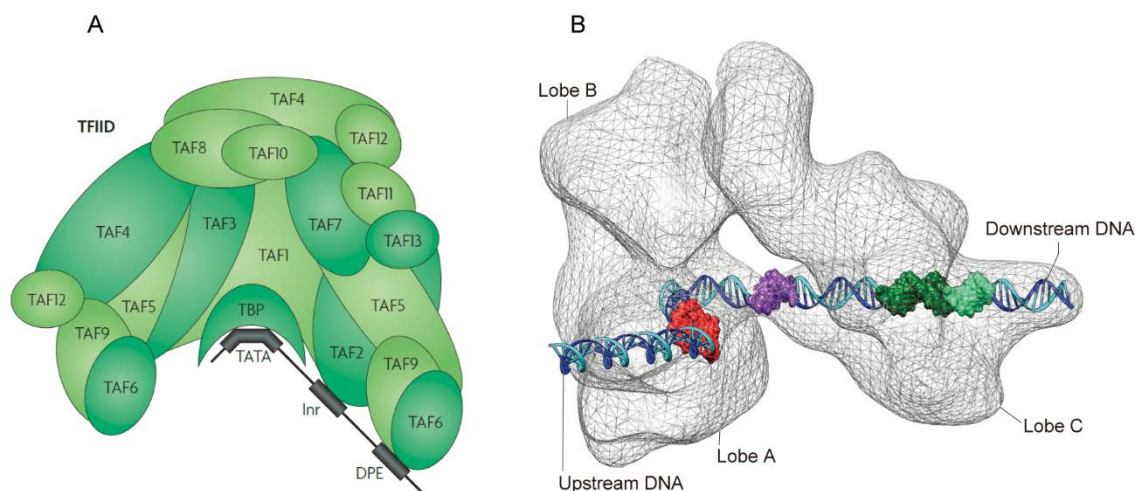 A
TFIID
TAF4
TAF8
TAF10
TAF12
TAF11
TAF7
TAF13
TAF4
TAF3
TAF1
TAF12
TAF5
TAF5
TBP
TATA
TAF9
TAF2
TAF9
TAF6
TAF6
Inr
DPE
B
Lobe B
Downstream DNA
Lobe C
Lobe A
Upstream DNA